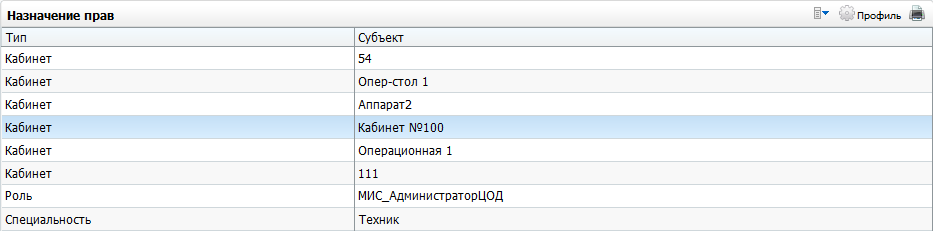 Назначение прав Профиль
Тип Субъект
Кабинет 54
Кабинет Опер-стол 1
Кабинет Аппарат2
Кабинет Кабинет №100
Кабинет Операционная 1
Кабинет 111
Роль МИС_АдминистраторЦОД
Специальность Техник